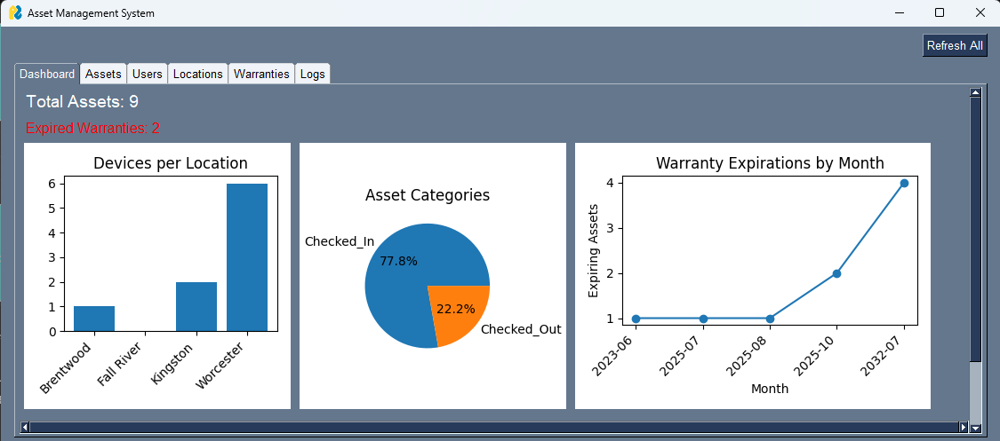 Asset Management System
Refresh All
Dashboard Assets Users Locations Warranties Logs
Total Assets: 9
Expired Warranties: 2
Devices per Location
6
5
4
3
2
1
0
Brentwood
Fall River
Kingston
Worcester
Asset Categories
Checked_In
77.8%
22.2%
Checked_Out
Warranty Expirations by Month
Expiring Assets
4
3
2
1
2023-06
2025-07
2025-08
2025-10
2032-07
Month